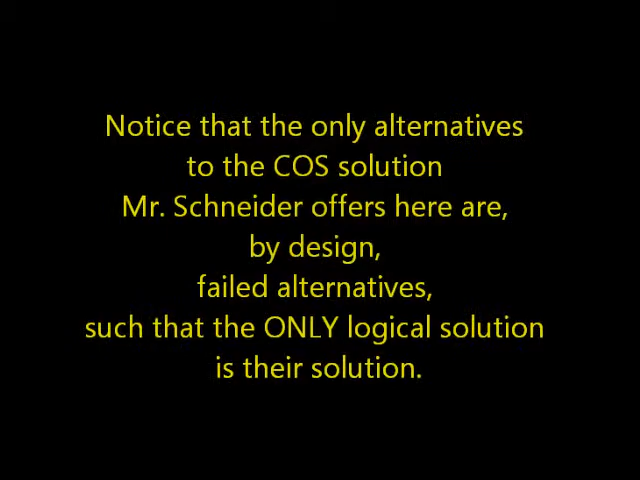 Notice that the only alternatives
to the COS solution
Mr. Schneider offers here are,
by design,
failed alternatives,
such that the ONLY logical solution
is their solution.